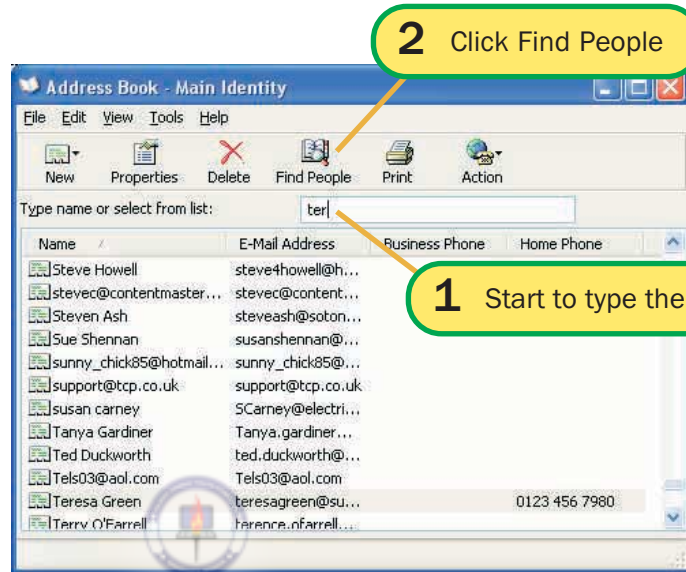 2 Click Find People
Address Book - Main Identity
File Edit View Tools Help
New Properties Delete Find People Print Action
Type name or select from list: ter
Name E-Mail Address Business Phone Home Phone
Steve Howell steve4howell@h...
stevec@contentmaster... stevec@content...
1 Start to type the
Steven Ash steveash@soton...
Sue Shennan susanshennan@...
sunny_chick85@hotmail... sunny_chick85@...
support@tcp.co.uk support@tcp.co.uk
susan carney SCarney@electri...
Tanya Gardiner Tanya.gardiner...
Ted Duckworth ted.duckworth@...
Tels03@aol.com Tels03@aol.com
Teresa Green teresagreen@su... 0123 456 7980
Terry O'Farrell terence.ofarrell...